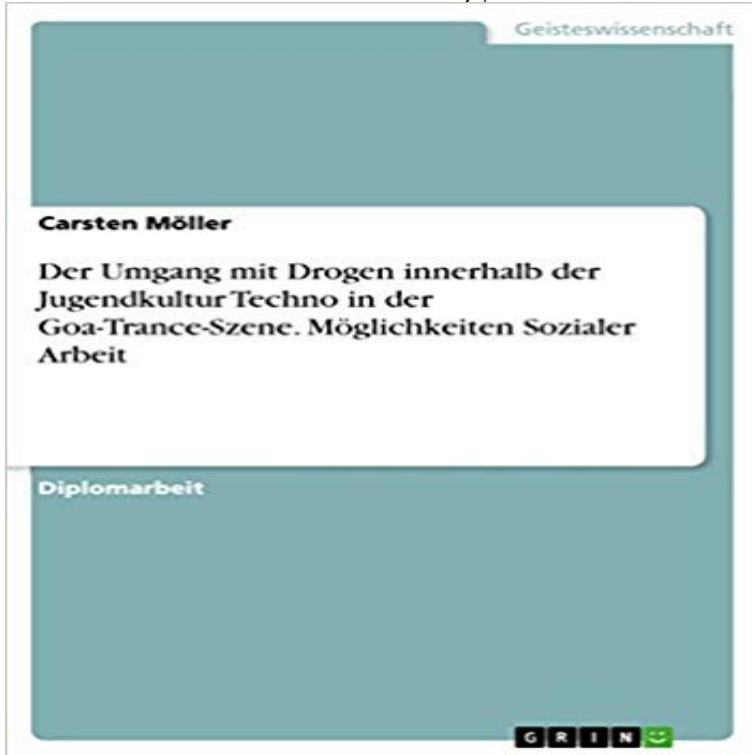 Geisteswissenschaft
Carsten Möller
Der Umgang mit Drogen innerhalb der
Jugendkultur Techno in der
Goa-Trance-Szene. Möglichkeiten Sozialer
Arbeit
Diplomarbeit
GRIN